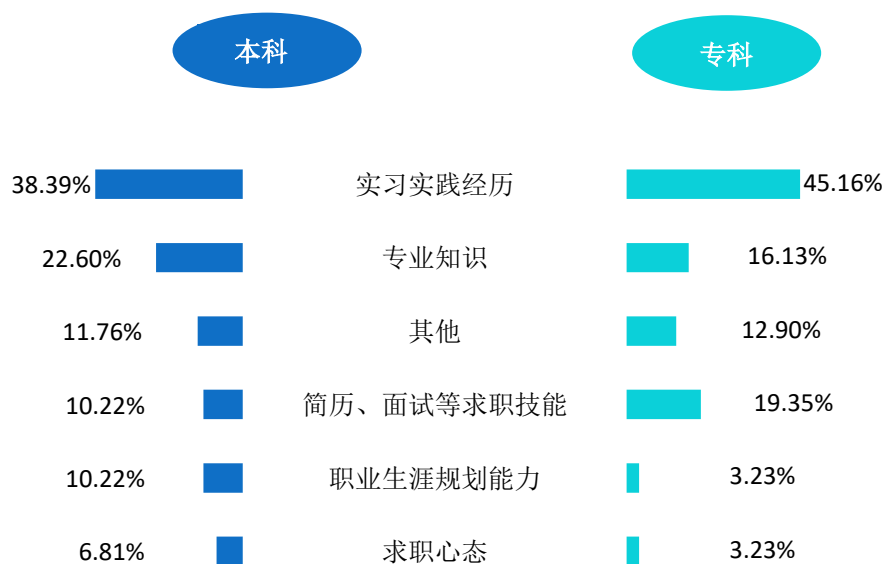 本科 专科
38.39% 实习实践经历 45.16%
22.60% 专业知识 16.13%
11.76% 其他 12.90%
10.22% 简历、面试等求职技能 19.35%
10.22% 职业生涯规划能力 3.23%
6.81% 求职心态 3.23%